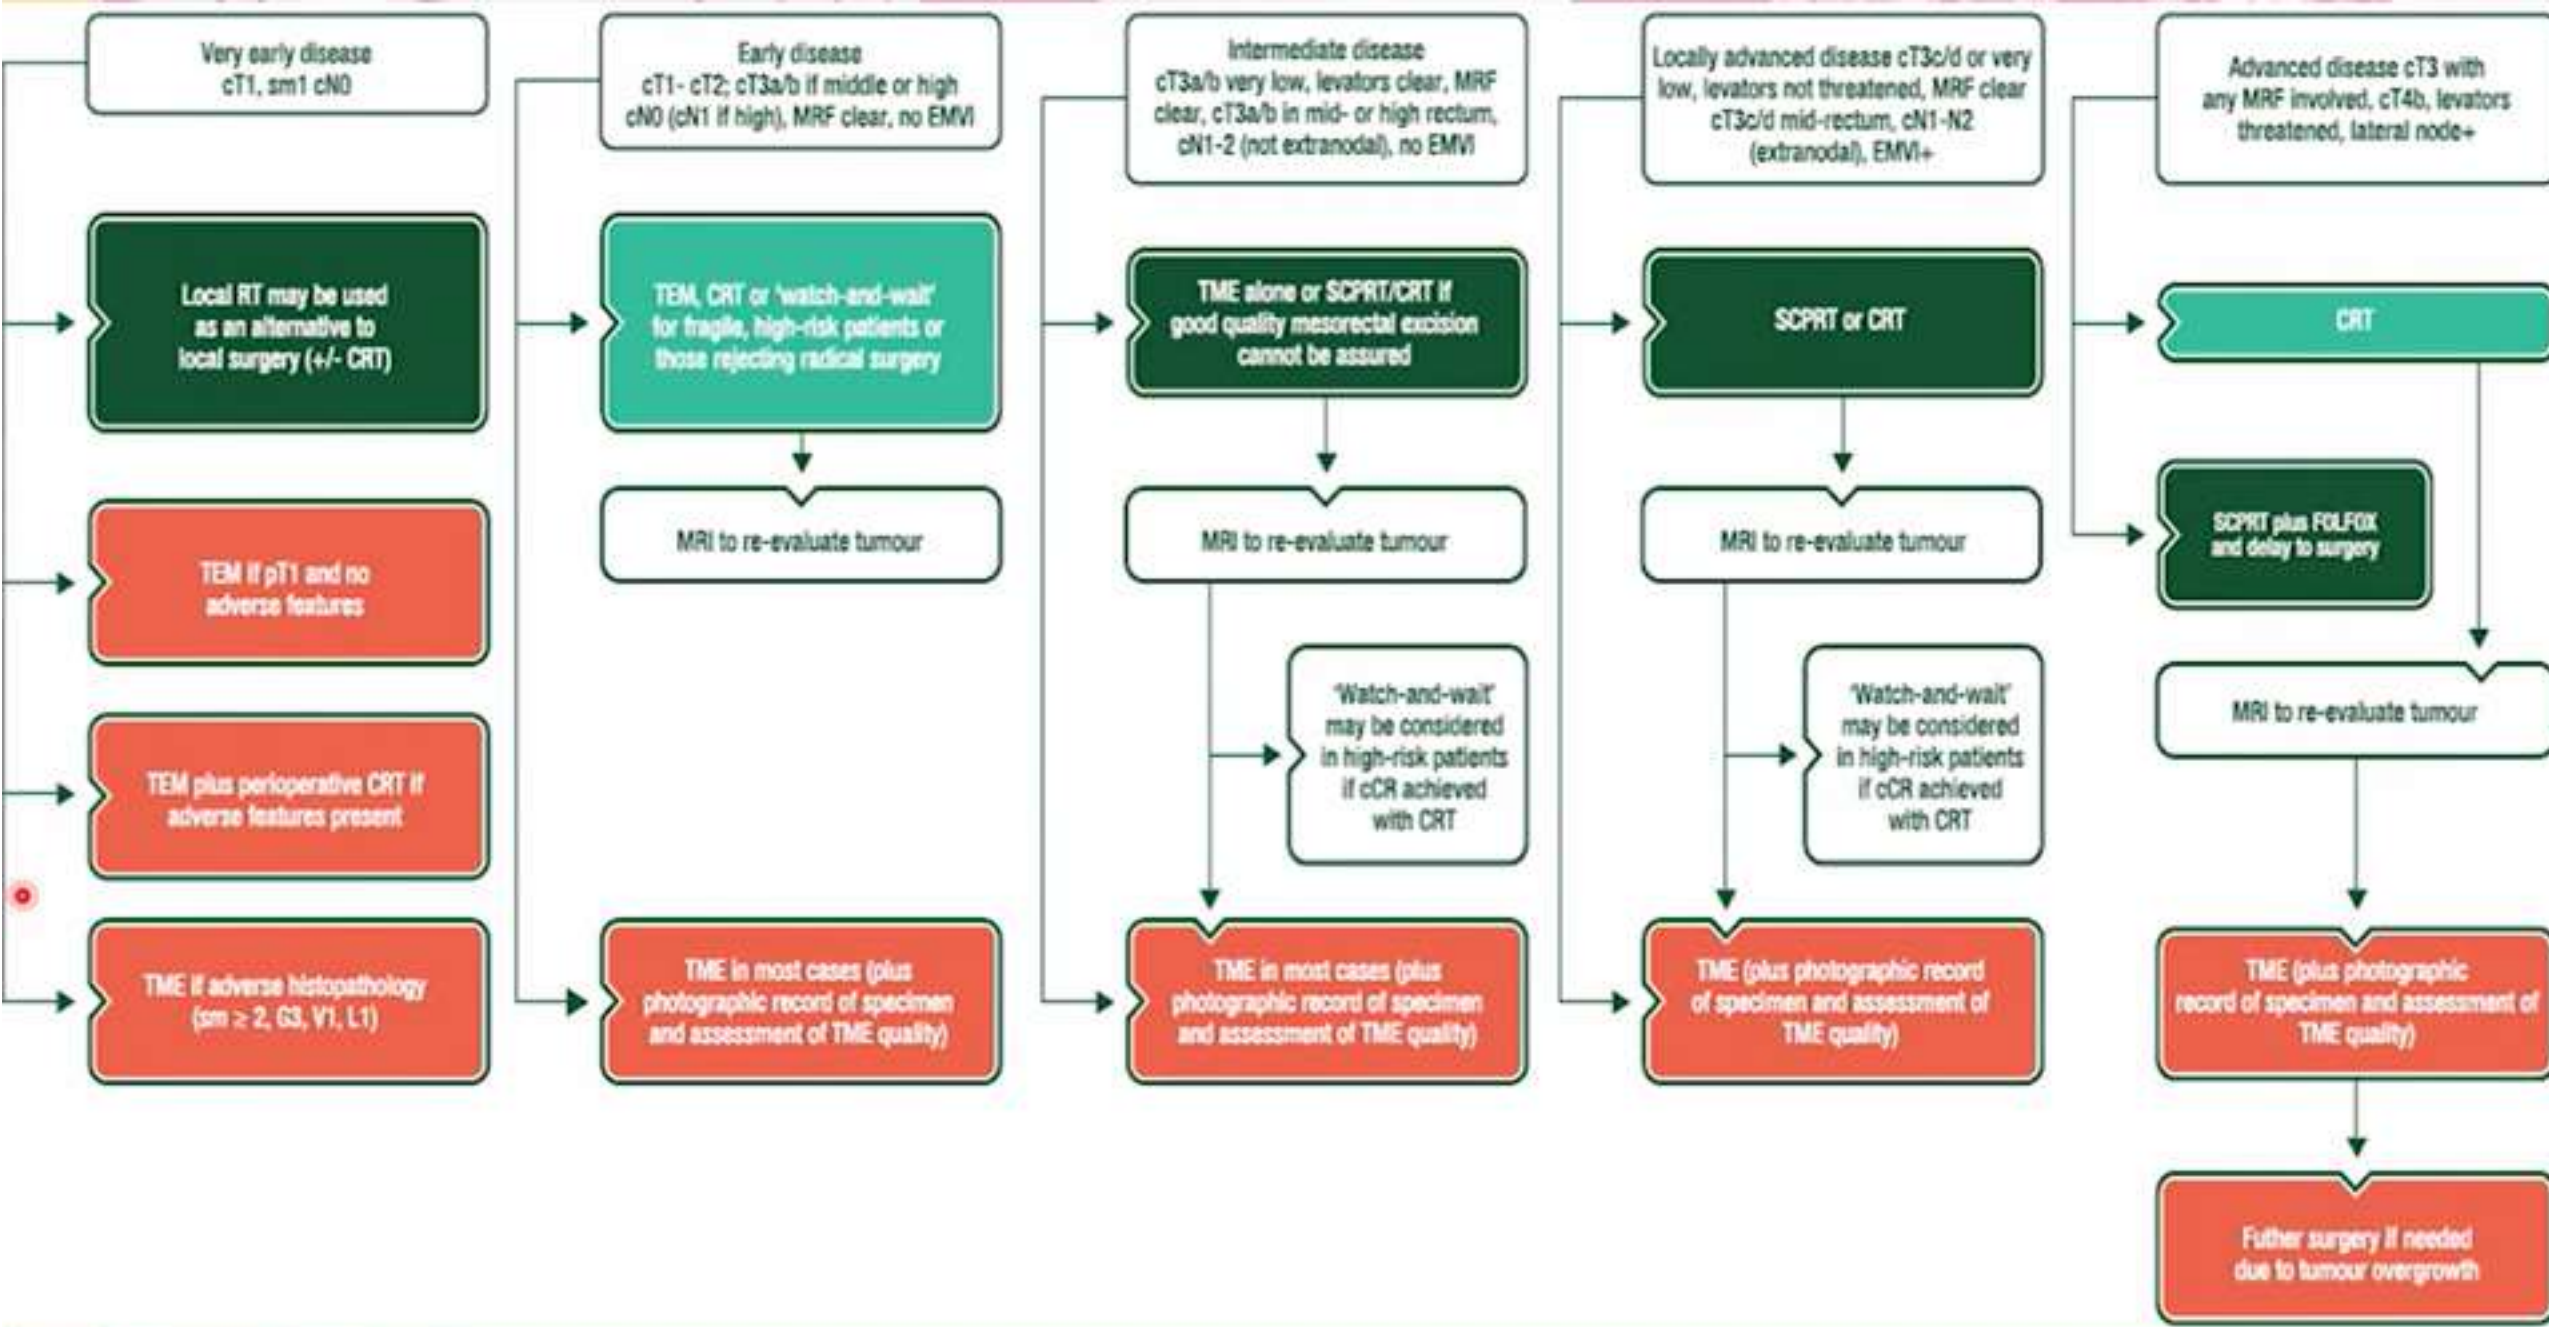 Very early disease
cT1, sm1 cN0
Local RT may be used
as an alternative to
local surgery (+/- CRT)
TEM if pT1 and no
adverse features
TEM plus perioperative CRT if
adverse features present
TME if adverse histopathology
(sm ≥ 2, G3, V1, L1)
Early disease
cT1- cT2; cT3a/b if middle or high
cN0 (cN1 if high), MRF clear, no EMVI
TEM, CRT or 'watch-and-wait'
for fragile, high-risk patients or
those rejecting radical surgery
MRI to re-evaluate tumour
TME in most cases (plus
photographic record of specimen
and assessment of TME quality)
Intermediate disease
cT3a/b very low, levators clear, MRF
clear, cT3a/b in mid- or high rectum,
cN1-2 (not extranodal), no EMVI
TME alone or SCPRT/CRT if
good quality mesorectal excision
cannot be assured
MRI to re-evaluate tumour
'Watch-and-wait'
may be considered
in high-risk patients
if cCR achieved
with CRT
TME in most cases (plus
photographic record of specimen
and assessment of TME quality)
Locally advanced disease cT3c/d or very
low, levators not threatened, MRF clear
cT3c/d mid-rectum, cN1-N2
(extranodal), EMVI+
SCPRT or CRT
MRI to re-evaluate tumour
'Watch-and-wait'
may be considered
in high-risk patients
if cCR achieved
with CRT
TME (plus photographic record
of specimen and assessment of
TME quality)
Advanced disease cT3 with
any MRF involved, cT4b, levators
threatened, lateral node+
CRT
SCPRT plus FOLFOX
and delay to surgery
MRI to re-evaluate tumour
TME (plus photographic
record of specimen and assessment of
TME quality)
Futher surgery if needed
due to tumour overgrowth